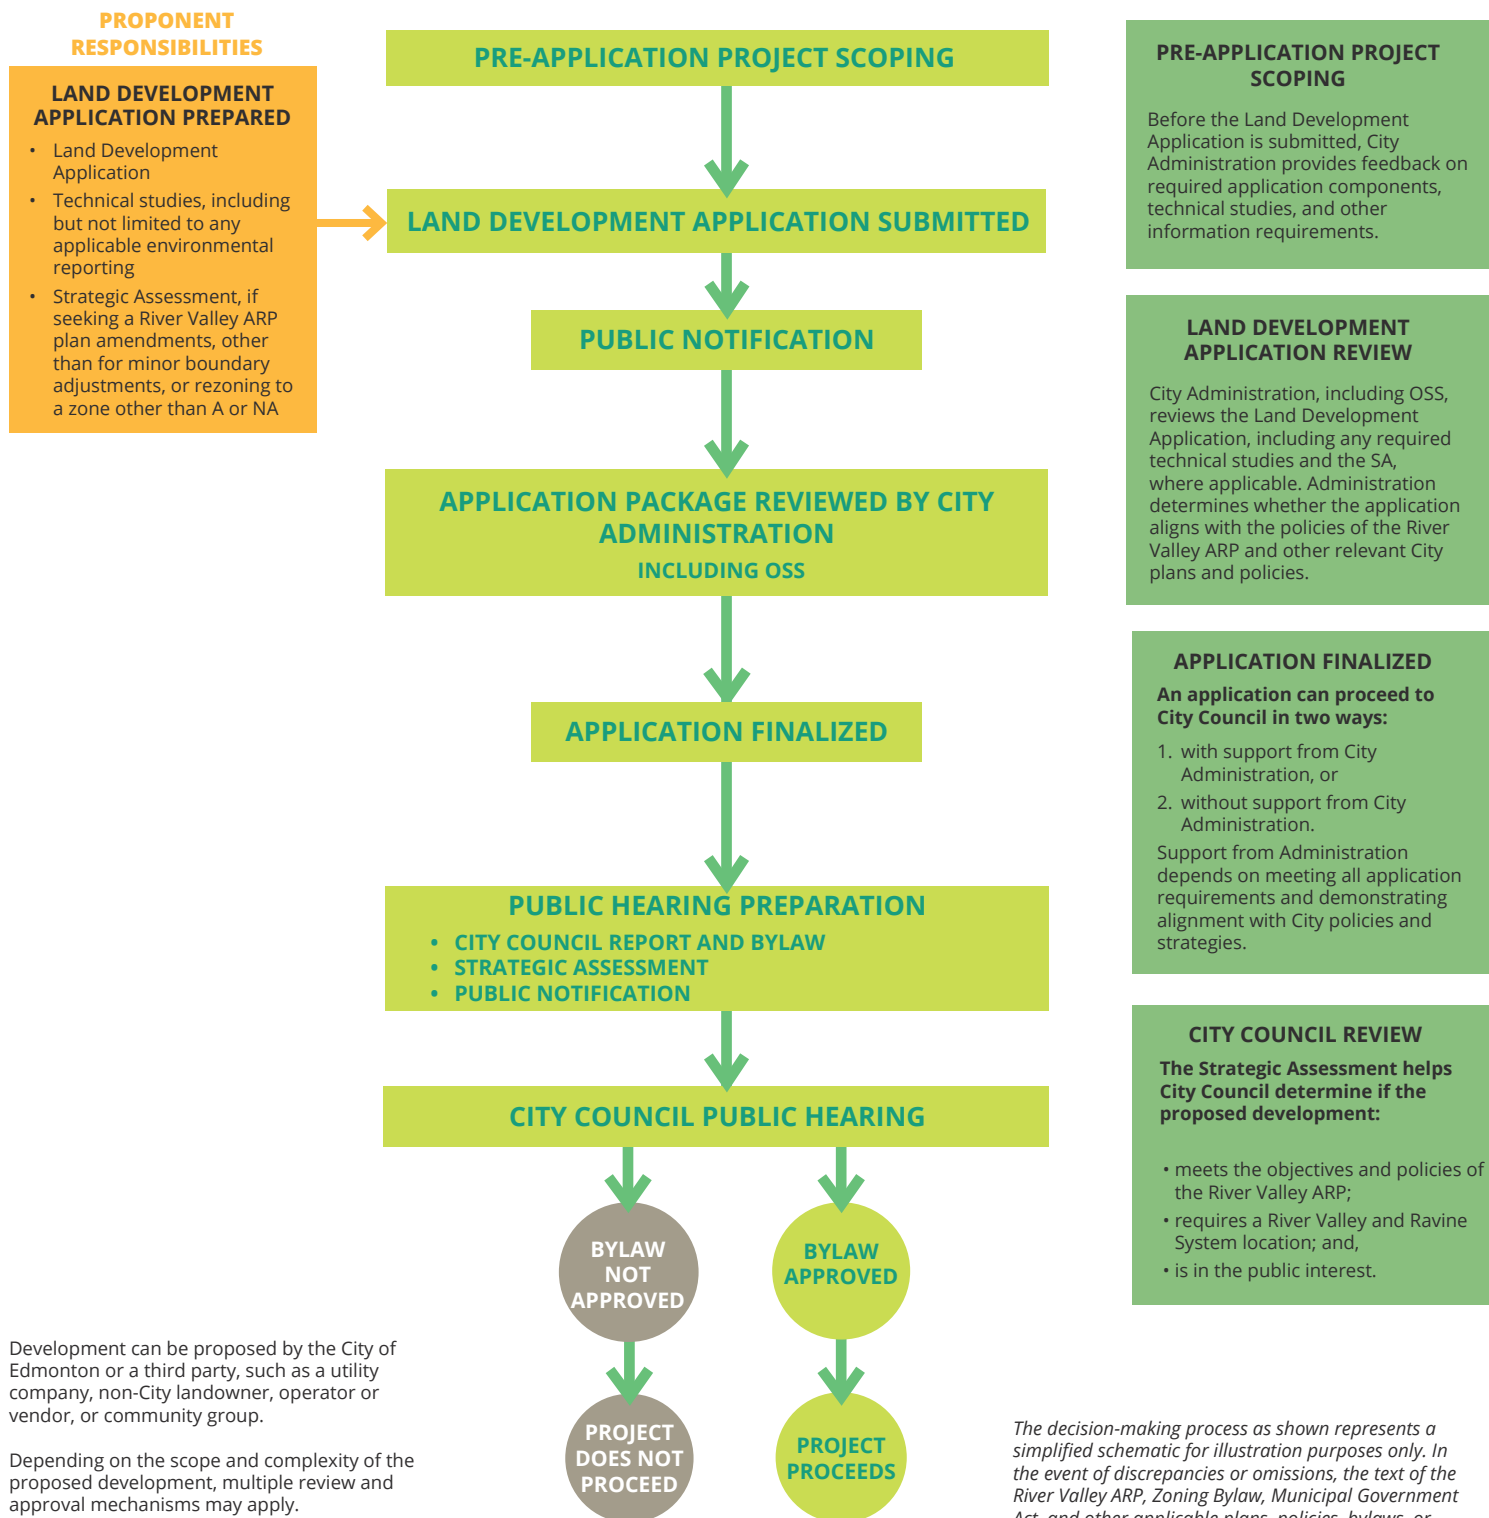 PROPONENT
RESPONSIBILITIES
LAND DEVELOPMENT
APPLICATION PREPARED
• Land Development
Application
• Technical studies, including
but not limited to any
applicable environmental
reporting
• Strategic Assessment, if
seeking a River Valley ARP
plan amendments, other
than for minor boundary
adjustments, or rezoning to
a zone other than A or NA
PRE-APPLICATION PROJECT SCOPING
LAND DEVELOPMENT APPLICATION SUBMITTED
PUBLIC NOTIFICATION
APPLICATION PACKAGE REVIEWED BY CITY
ADMINISTRATION
INCLUDING OSS
APPLICATION FINALIZED
PUBLIC HEARING PREPARATION
• CITY COUNCIL REPORT AND BYLAW
• STRATEGIC ASSESSMENT
• PUBLIC NOTIFICATION
CITY COUNCIL PUBLIC HEARING
BYLAW
NOT
APPROVED
BYLAW
APPROVED
PROJECT
DOES NOT
PROCEED
PROJECT
PROCEEDS
PRE-APPLICATION PROJECT
SCOPING
Before the Land Development
Application is submitted, City
Administration provides feedback on
required application components,
technical studies, and other
information requirements.
LAND DEVELOPMENT
APPLICATION REVIEW
City Administration, including OSS,
reviews the Land Development
Application, including any required
technical studies and the SA,
where applicable. Administration
determines whether the application
aligns with the policies of the River
Valley ARP and other relevant City
plans and policies.
APPLICATION FINALIZED
An application can proceed to
City Council in two ways:
1. with support from City
Administration, or
2. without support from City
Administration.
Support from Administration
depends on meeting all application
requirements and demonstrating
alignment with City policies and
strategies.
CITY COUNCIL REVIEW
The Strategic Assessment helps
City Council determine if the
proposed development:
• meets the objectives and policies of
the River Valley ARP;
• requires a River Valley and Ravine
System location; and,
• is in the public interest.
Development can be proposed by the City of
Edmonton or a third party, such as a utility
company, non-City landowner, operator or
vendor, or community group.
Depending on the scope and complexity of the
proposed development, multiple review and
approval mechanisms may apply.
The decision-making process as shown represents a
simplified schematic for illustration purposes only. In
the event of discrepancies or omissions, the text of the
River Valley ARP, Zoning Bylaw, Municipal Government
Act, and other applicable plans, policies, bylaws, or